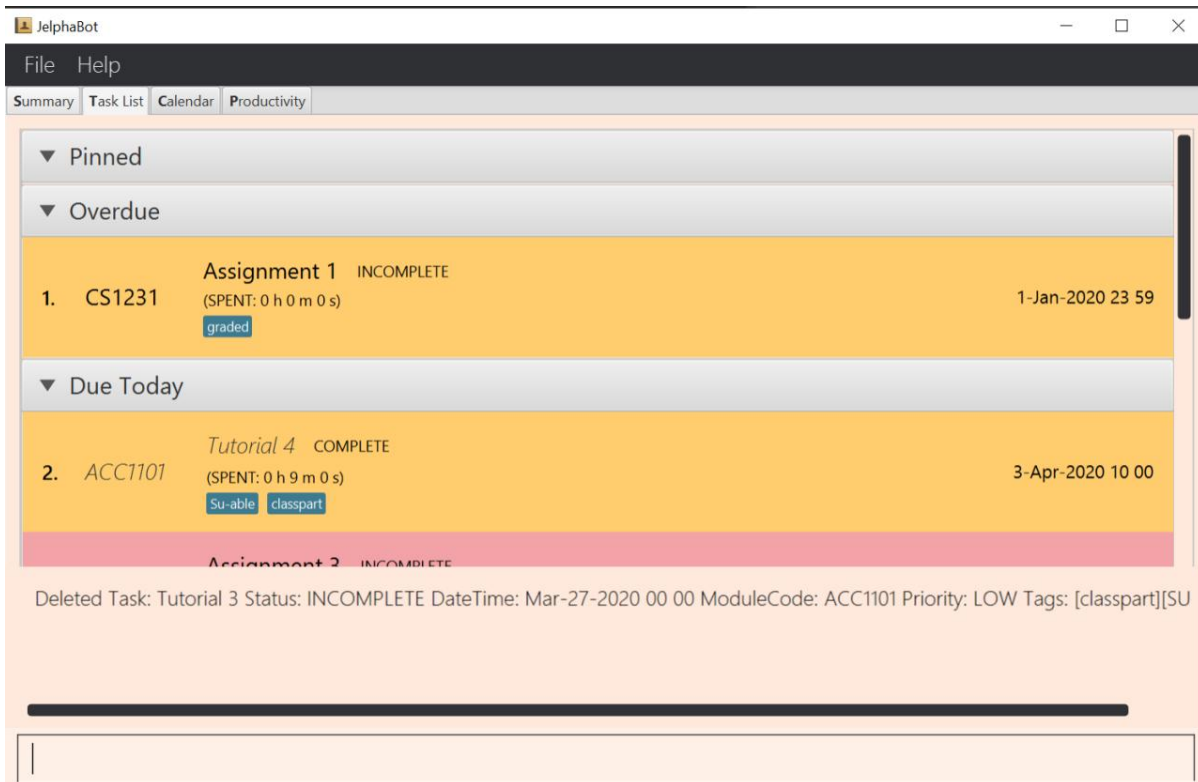 JelphaBot
File Help
Summary Task List Calendar Productivity
Pinned
Overdue
Assignment 1 INCOMPLETE
1. CS1231
(SPENT: 0 h 0 m 0 s)
1-Jan-2020 23 59
graded
Due Today
Tutorial 4 COMPLETE
2. ACC1101
(SPENT: 0 h 9 m 0 s)
3-Apr-2020 10 00
Su-able classpart
Assignment 3 INCOMPLETE
Deleted Task: Tutorial 3 Status: INCOMPLETE DateTime: Mar-27-2020 00 00 ModuleCode: ACC1101 Priority: LOW Tags: [classpart][SU